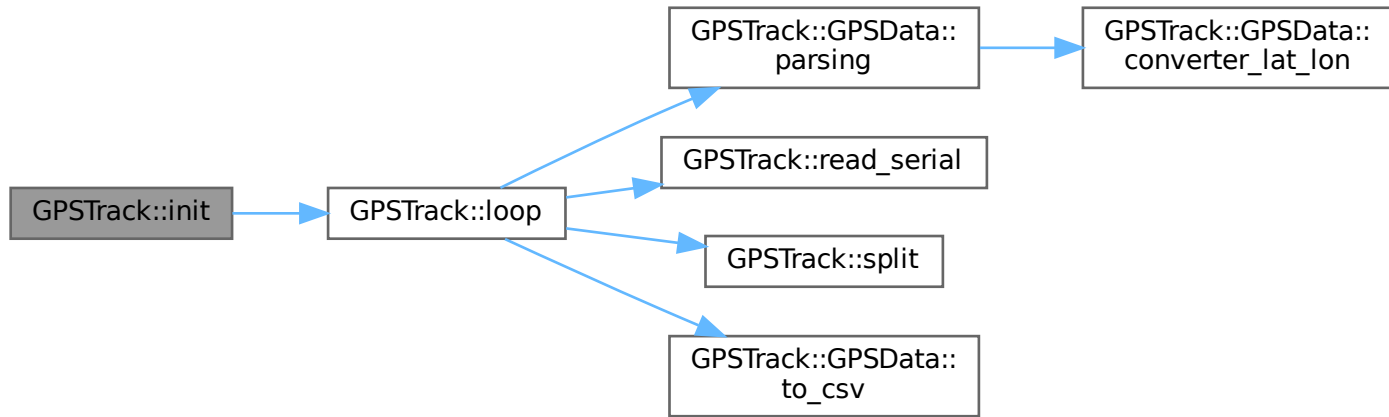 GPSTrack::init
GPSTrack::loop
GPSTrack::GPSData::
parsing
GPSTrack::GPSData::
converter_lat_lon
GPSTrack::read_serial
GPSTrack::split
GPSTrack::GPSData::
to_csv